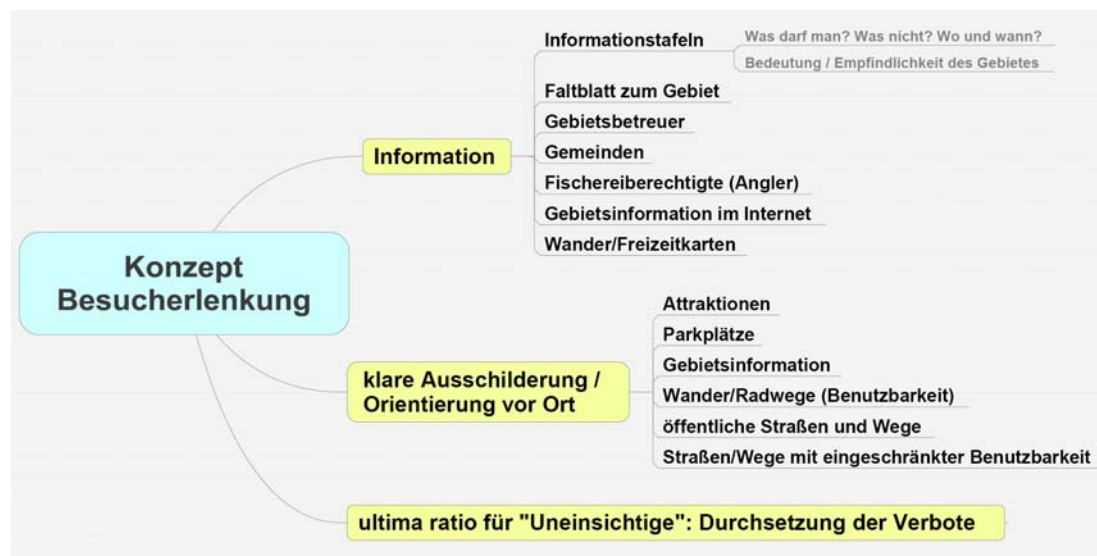 Konzept
Besucherlenkung
Information
Informationstafeln
Was darf man? Was nicht? Wo und wann?
Bedeutung / Empfindlichkeit des Gebietes
Faltblatt zum Gebiet
Gebietsbetreuer
Gemeinden
Fischereiberechtigte (Angler)
Gebietsinformation im Internet
Wander/Freizeitkarten
klare Ausschilderung /
Orientierung vor Ort
Attraktionen
Parkplätze
Gebietsinformation
Wander/Radwege (Benutzbarkeit)
öffentliche Straßen und Wege
Straßen/Wege mit eingeschränkter Benutzbarkeit
ultima ratio für "Uneinsichtige": Durchsetzung der Verbote